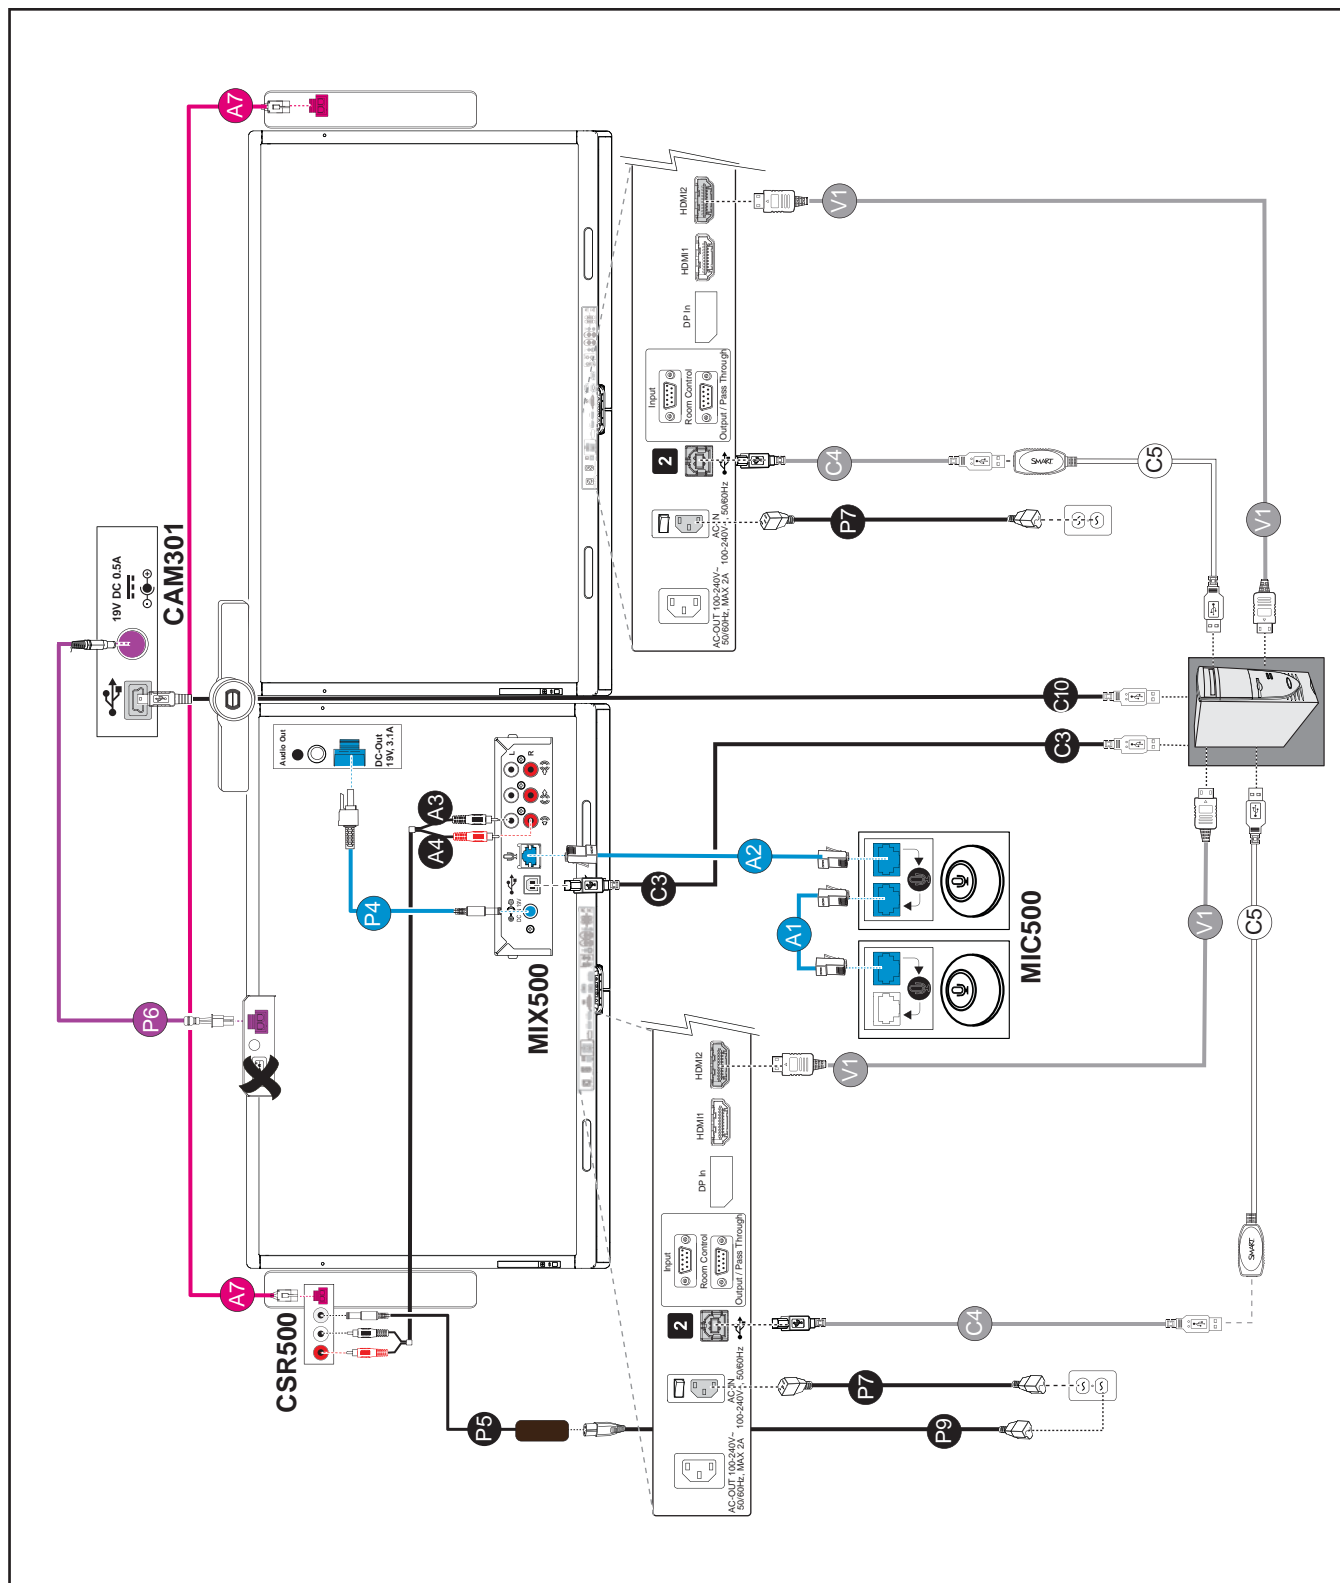 A7
HDMI2
V1
HDMI1
DP In
Input
Room Control
Output / Pass Through
2
C4
SMART
C5
V1
AC-IN
100-240V~, 50/60Hz
P7
AC-OUT 100-240V~
50/60Hz, MAX 2A
19V DC 0.5A
CAM301
C10
C3
Audio Out
DC-Out
19V, 3.1A
L
R
A3
A4
P4
P6
C3
A2
A1
MIX500
MIC500
V1
C5
HDMI2
V1
HDMI1
DP In
Input
Room Control
Output / Pass Through
2
C4
SMART
A7
CSR500
AC-IN
100-240V~, 50/60Hz
P7
P5
P9
AC-OUT 100-240V~
50/60Hz, MAX 2A